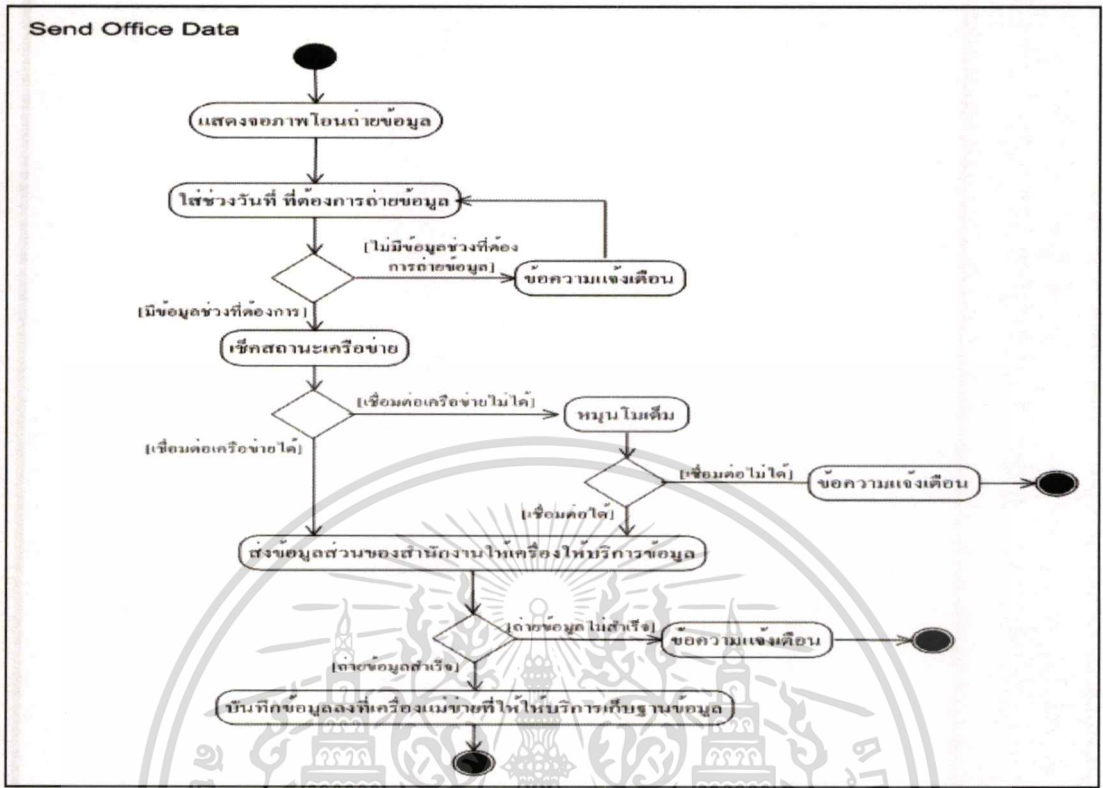 Send Office Data
แสดงจอภาพโอนถ่ายข้อมูล
ใส่ช่วงวันที่ ที่ต้องการถ่ายข้อมูล
[ไม่มีข้อมูลช่วงที่ต้อง
การถ่ายข้อมูล]
ข้อความแจ้งเตือน
[มีข้อมูลช่วงที่ต้องการ]
เช็คสถานะเครือข่าย
[เชื่อมต่อเครือข่ายไม่ได้]
หมุนโมเด็ม
[เชื่อมต่อเครือข่ายได้]
[เชื่อมต่อไม่ได้]
ข้อความแจ้งเตือน
[เชื่อมต่อได้]
ส่งข้อมูลส่วนของสำนักงานให้เครื่องให้บริการข้อมูล
[ถ่ายข้อมูลไม่สำเร็จ]
ข้อความแจ้งเตือน
[ถ่ายข้อมูลสำเร็จ]
บันทึกข้อมูลลงที่เครื่องแม่ข่ายที่ให้ให้บริการเก็บฐานข้อมูล